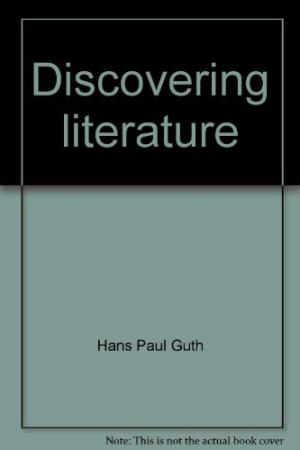 Discovering
literature
Hans Paul Guth
Note: This is not the actual book cover